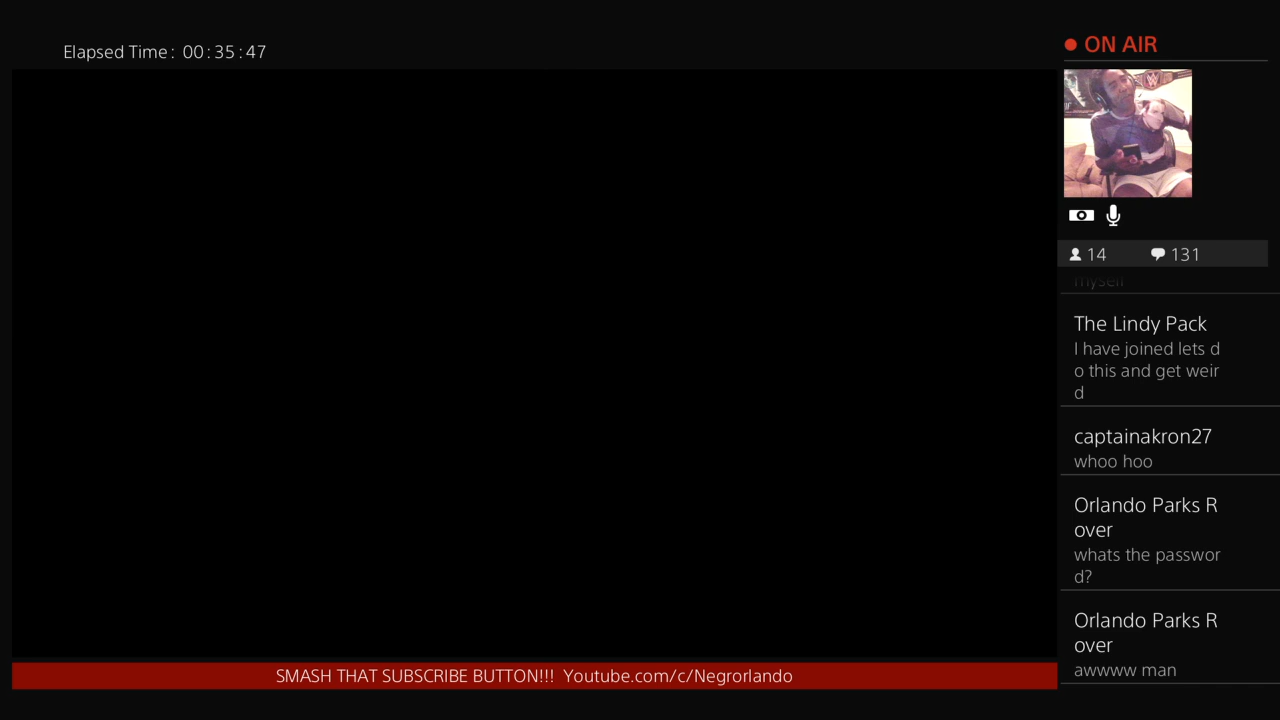 Elapsed Time: 00:35:47
ON AIR
14 131
myself
The Lindy Pack
I have joined lets d
o this and get weir
d
captainakron27
whoo hoo
Orlando Parks R
over
whats the passwor
d?
Orlando Parks R
over
awwww man
SMASH THAT SUBSCRIBE BUTTON!!! Youtube.com/c/Negrorlando